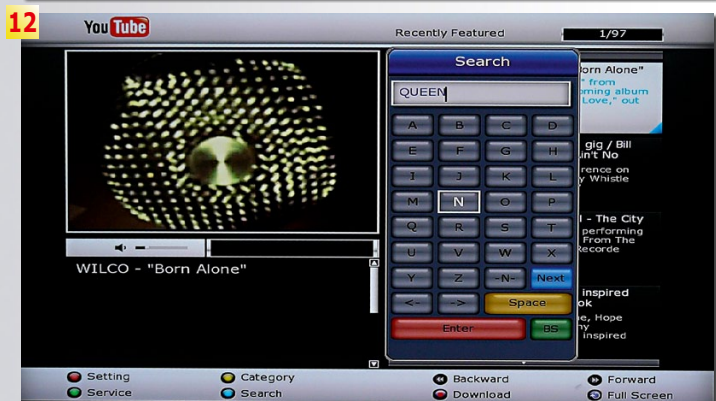 12
YouTube
Recently Featured
1/97
Search
QUEEN
A B C D
E F G H
I J K L
M N O P
Q R S T
U V W X
Y Z -N- Next
<- -> Space
Enter BS
Born Alone"
" from
oming album
Love," out
gig / Bill
in't No
rence on
y Whistle
l - The City
performing
From The
Recorde
inspired
ok
e, Hope
ny
inspired
WILCO - "Born Alone"
Setting
Category
Backward
Forward
Service
Search
Download
Full Screen